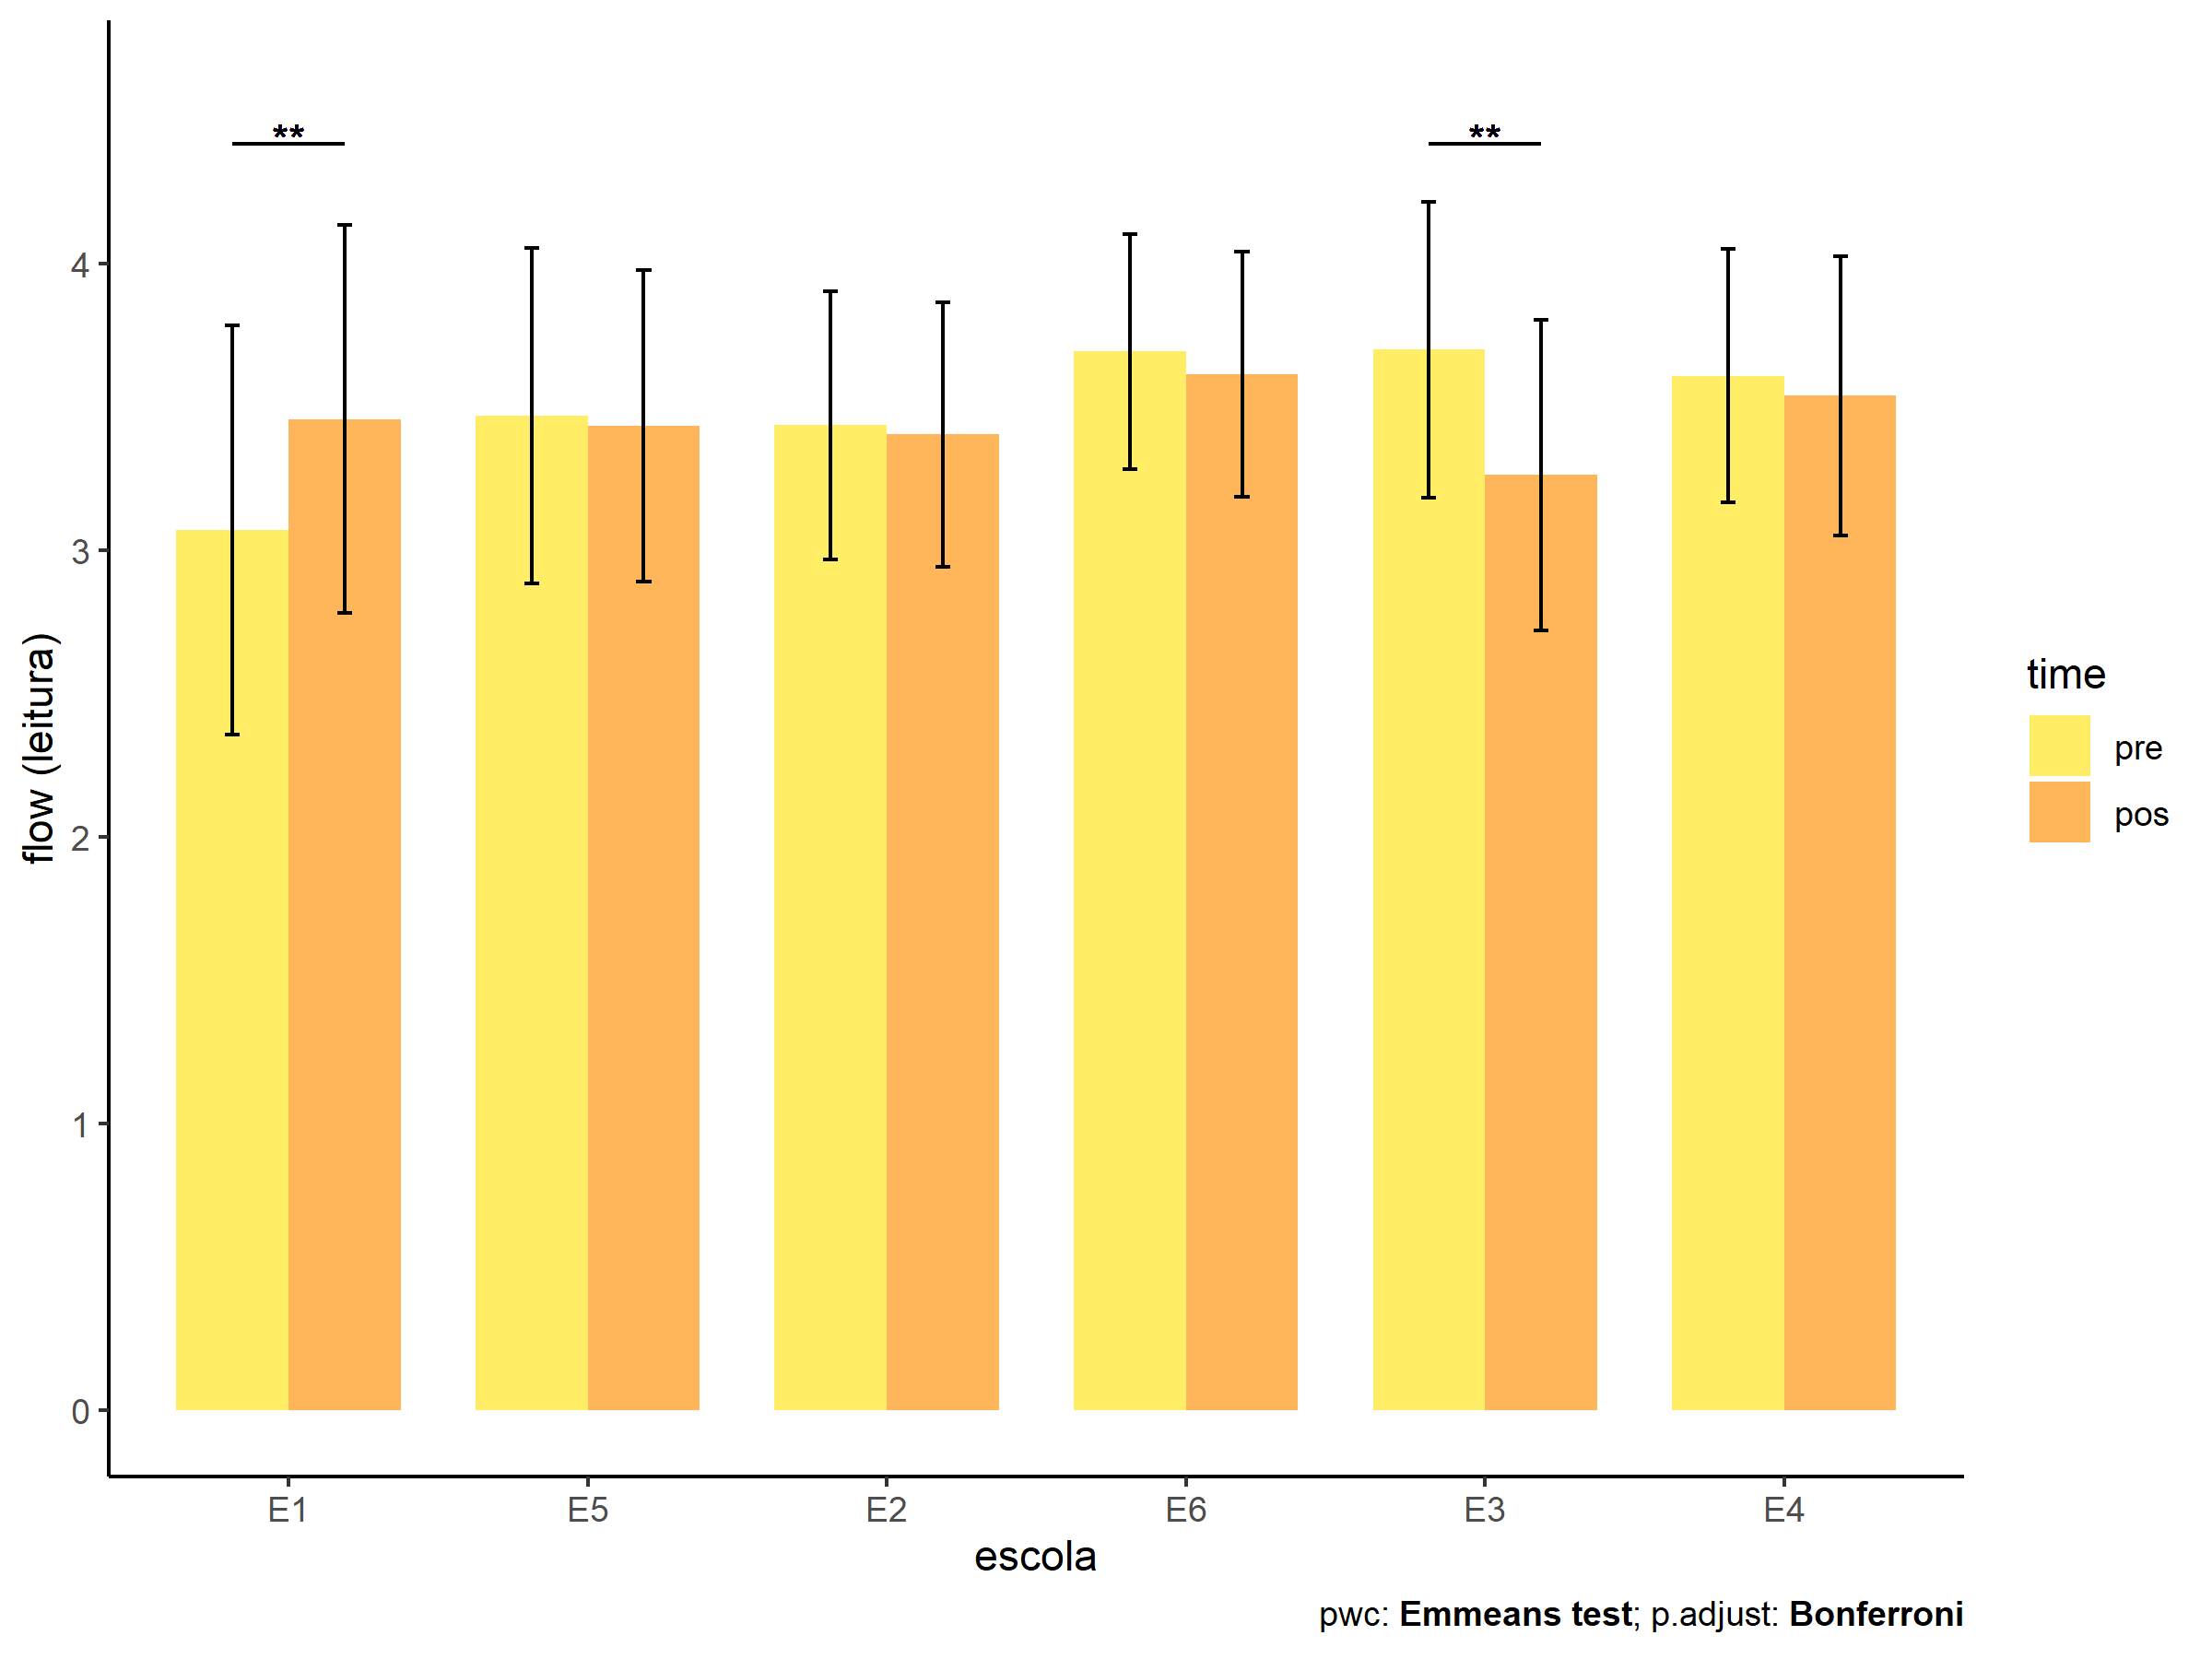 ** **
flow (leitura)
4
3
2
1
0
E1 E5 E2 E6 E3 E4
escola
time
pre
pos
pwc: Emmeans test; p.adjust: Bonferroni